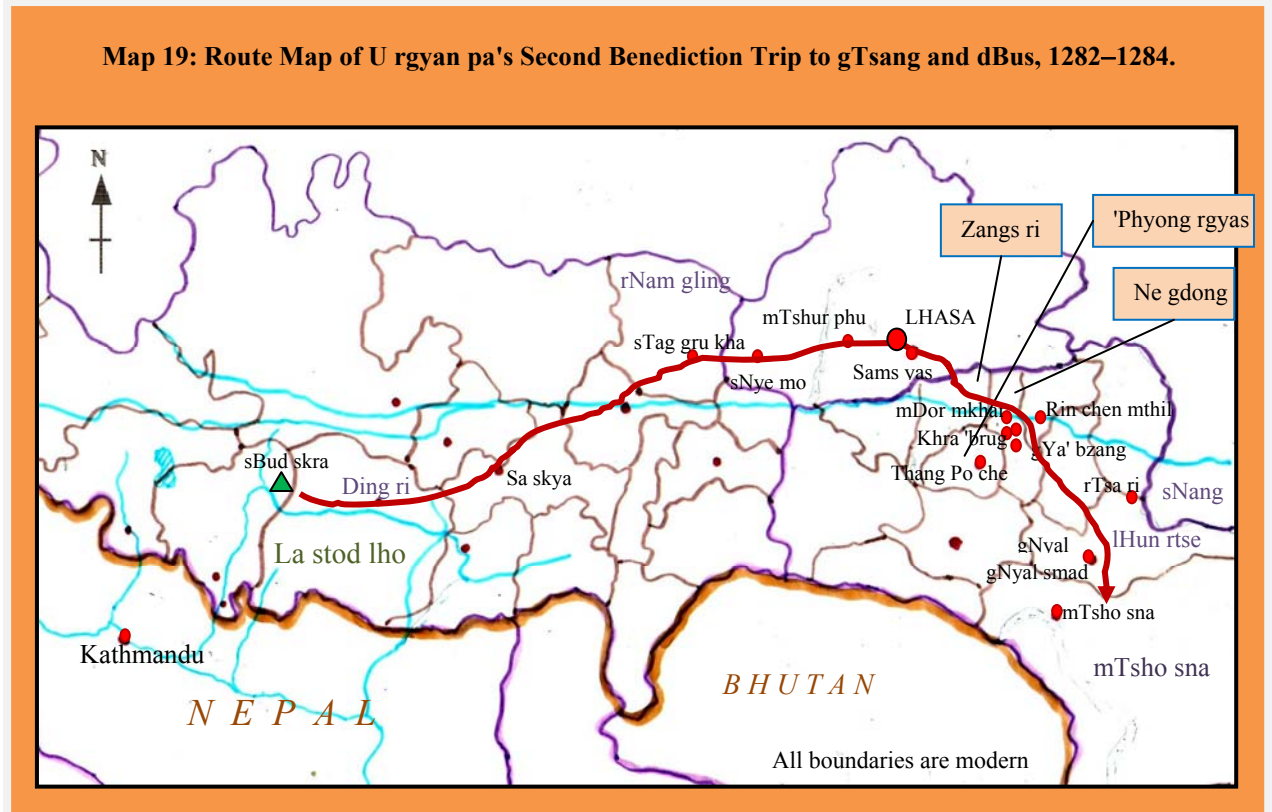 Map 19: Route Map of U rgyan pa's Second Benediction Trip to gTsang and dBus, 1282–1284.
N
Zangs ri
'Phyong rgyas
Ne gdong
rNam gling
mTshur phu
LHASA
sTag gru kha
sNye mo
Sams yas
mDor mkhar
Rin chen mthil
Khra 'brug
gYa' bzang
Thang Po che
sBud skra
Ding ri
Sa skya
rTsa ri
sNang
La stod lho
gNyal
lHun rtse
gNyal smad
mTsho sna
Kathmandu
mTsho sna
BHUTAN
NEPAL
All boundaries are modern